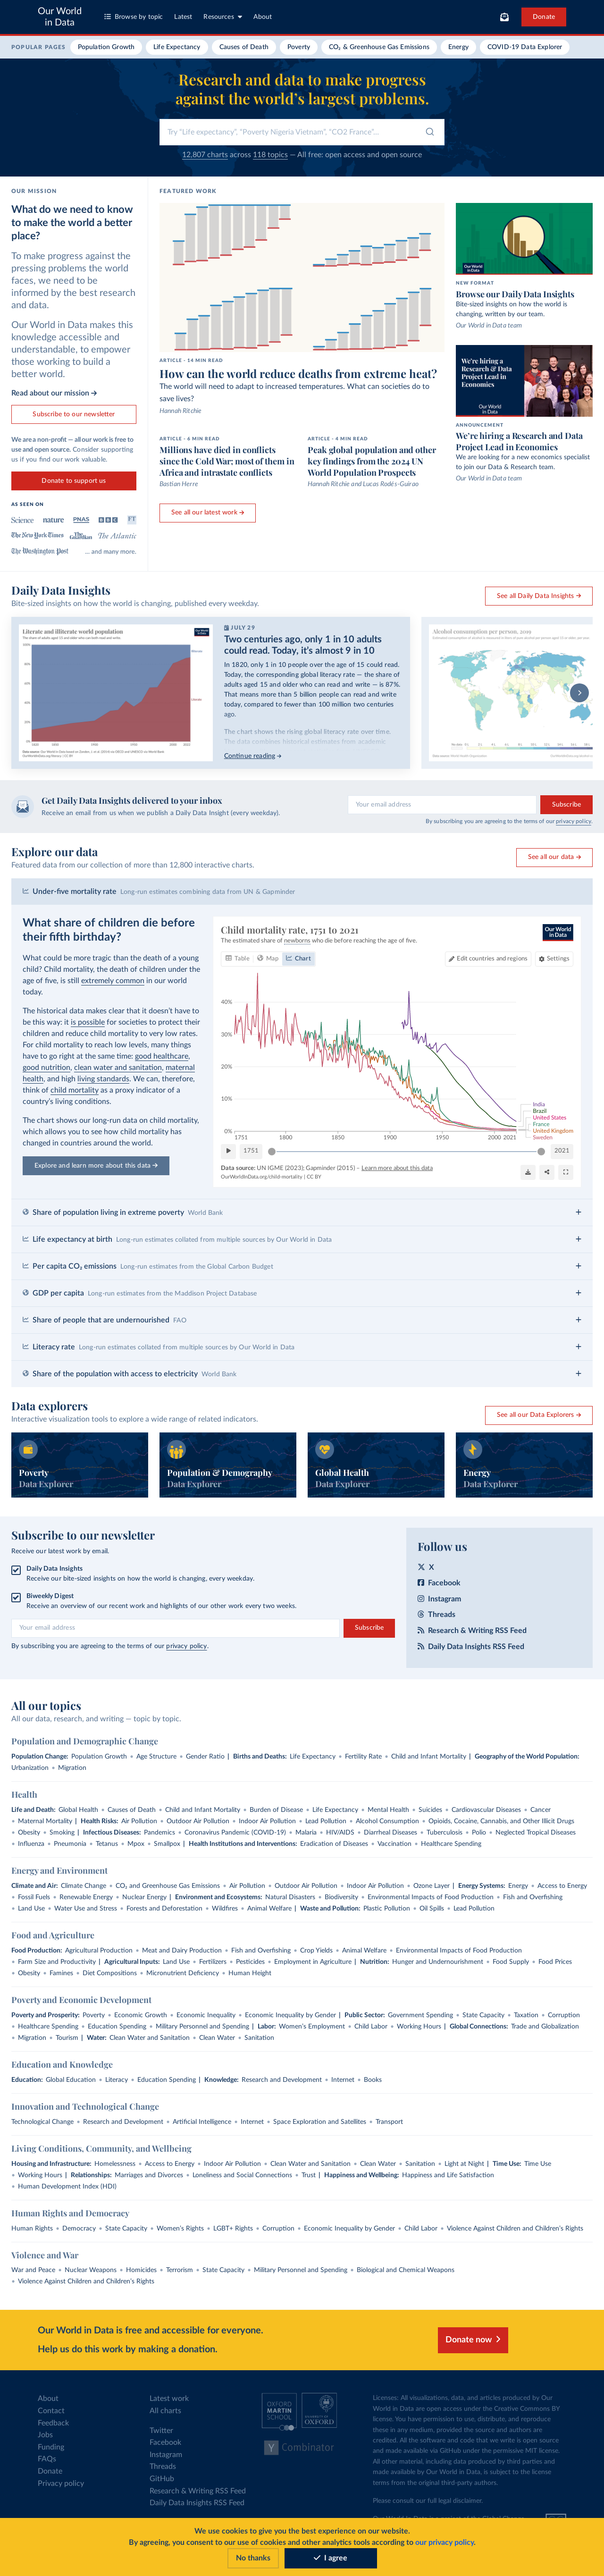 Our World
in Data
Browse by topic
Latest
Resources
About
Donate
POPULAR PAGES
Population Growth
Life Expectancy
Causes of Death
Poverty
CO₂ & Greenhouse Gas Emissions
Energy
COVID-19 Data Explorer
Research and data to make progress
against the world’s largest problems.
Try "Life expectancy", "Poverty Nigeria Vietnam", "CO2 France"...
12,807 charts across 118 topics — All free: open access and open source
OUR MISSION
What do we need to know
to make the world a better
place?
To make progress against the
pressing problems the world
faces, we need to be
informed by the best research
and data.
Our World in Data makes this
knowledge accessible and
understandable, to empower
those working to build a
better world.
Read about our mission →
Subscribe to our newsletter
We are a non-profit — all our work is free to
use and open source. Consider supporting
us if you find our work valuable.
Donate to support us
AS SEEN ON
Science
nature
PNAS
BBC
FT
The New York Times
The Guardian
The Atlantic
The Washington Post
... and many more.
FEATURED WORK
ARTICLE - 14 MIN READ
How can the world reduce deaths from extreme heat?
The world will need to adapt to increased temperatures. What can societies do to
save lives?
Hannah Ritchie
ARTICLE - 6 MIN READ
Millions have died in conflicts
since the Cold War; most of them in
Africa and intrastate conflicts
Bastian Herre
ARTICLE - 4 MIN READ
Peak global population and other
key findings from the 2024 UN
World Population Prospects
Hannah Ritchie and Lucas Rodés-Guirao
See all our latest work →
Our World
in Data
NEW FORMAT
Browse our Daily Data Insights
Bite-sized insights on how the world is
changing, written by our team.
Our World in Data team
We're hiring a
Research & Data
Project Lead in
Economics
Our World
in Data
ANNOUNCEMENT
We’re hiring a Research and Data
Project Lead in Economics
We are looking for a new economics specialist
to join our Data & Research team.
Our World in Data team
Daily Data Insights
Bite-sized insights on how the world is changing, published every weekday.
See all Daily Data Insights →
Literate and illiterate world population
JULY 29
Two centuries ago, only 1 in 10 adults
could read. Today, it’s almost 9 in 10
In 1820, only 1 in 10 people over the age of 15 could read.
Today, the corresponding global literacy rate — the share of
adults aged 15 and older who can read and write — is 87%.
That means more than 5 billion people can read and write
today, compared to fewer than 100 million two centuries
ago.
The chart shows the rising global literacy rate over time.
The data combines historical estimates from academic
Continue reading →
Alcohol consumption per person, 2019
Get Daily Data Insights delivered to your inbox
Receive an email from us when we publish a Daily Data Insight (every weekday).
Your email address
Subscribe
By subscribing you are agreeing to the terms of our privacy policy.
Explore our data
Featured data from our collection of more than 12,800 interactive charts.
See all our data →
Under-five mortality rate Long-run estimates combining data from UN & Gapminder
What share of children die before
their fifth birthday?
What could be more tragic than the death of a young
child? Child mortality, the death of children under the
age of five, is still extremely common in our world
today.
The historical data makes clear that it doesn’t have to
be this way: it is possible for societies to protect their
children and reduce child mortality to very low rates.
For child mortality to reach low levels, many things
have to go right at the same time: good healthcare,
good nutrition, clean water and sanitation, maternal
health, and high living standards. We can, therefore,
think of child mortality as a proxy indicator of a
country’s living conditions.
The chart shows our long-run data on child mortality,
which allows you to see how child mortality has
changed in countries around the world.
Explore and learn more about this data →
Child mortality rate, 1751 to 2021
The estimated share of newborns who die before reaching the age of five.
Our World
in Data
Table
Map
Chart
Edit countries and regions
Settings
40%
30%
20%
10%
0%
1751
1800
1850
1900
1950
2000
2021
India
Brazil
United States
France
United Kingdom
Sweden
1751
2021
Data source: UN IGME (2023); Gapminder (2015) – Learn more about this data
OurWorldInData.org/child-mortality | CC BY
Share of population living in extreme poverty World Bank
Life expectancy at birth Long-run estimates collated from multiple sources by Our World in Data
Per capita CO₂ emissions Long-run estimates from the Global Carbon Budget
GDP per capita Long-run estimates from the Maddison Project Database
Share of people that are undernourished FAO
Literacy rate Long-run estimates collated from multiple sources by Our World in Data
Share of the population with access to electricity World Bank
Data explorers
Interactive visualization tools to explore a wide range of related indicators.
See all our Data Explorers →
Poverty
Data Explorer
Population & Demography
Data Explorer
Global Health
Data Explorer
Energy
Data Explorer
Subscribe to our newsletter
Receive our latest work by email.
Daily Data Insights
Receive our bite-sized insights on how the world is changing, every weekday.
Biweekly Digest
Receive an overview of our recent work and highlights of our other work every two weeks.
Your email address
Subscribe
By subscribing you are agreeing to the terms of our privacy policy.
Follow us
X
Facebook
Instagram
Threads
Research & Writing RSS Feed
Daily Data Insights RSS Feed
All our topics
All our data, research, and writing — topic by topic.
Population and Demographic Change
Population Change: Population Growth • Age Structure • Gender Ratio | Births and Deaths: Life Expectancy • Fertility Rate • Child and Infant Mortality | Geography of the World Population:
Urbanization • Migration
Health
Life and Death: Global Health • Causes of Death • Child and Infant Mortality • Burden of Disease • Life Expectancy • Mental Health • Suicides • Cardiovascular Diseases • Cancer
• Maternal Mortality | Health Risks: Air Pollution • Outdoor Air Pollution • Indoor Air Pollution • Lead Pollution • Alcohol Consumption • Opioids, Cocaine, Cannabis, and Other Illicit Drugs
• Obesity • Smoking | Infectious Diseases: Pandemics • Coronavirus Pandemic (COVID-19) • Malaria • HIV/AIDS • Diarrheal Diseases • Tuberculosis • Polio • Neglected Tropical Diseases
• Influenza • Pneumonia • Tetanus • Mpox • Smallpox | Health Institutions and Interventions: Eradication of Diseases • Vaccination • Healthcare Spending
Energy and Environment
Climate and Air: Climate Change • CO₂ and Greenhouse Gas Emissions • Air Pollution • Outdoor Air Pollution • Indoor Air Pollution • Ozone Layer | Energy Systems: Energy • Access to Energy
• Fossil Fuels • Renewable Energy • Nuclear Energy | Environment and Ecosystems: Natural Disasters • Biodiversity • Environmental Impacts of Food Production • Fish and Overfishing
• Land Use • Water Use and Stress • Forests and Deforestation • Wildfires • Animal Welfare | Waste and Pollution: Plastic Pollution • Oil Spills • Lead Pollution
Food and Agriculture
Food Production: Agricultural Production • Meat and Dairy Production • Fish and Overfishing • Crop Yields • Animal Welfare • Environmental Impacts of Food Production
• Farm Size and Productivity | Agricultural Inputs: Land Use • Fertilizers • Pesticides • Employment in Agriculture | Nutrition: Hunger and Undernourishment • Food Supply • Food Prices
• Obesity • Famines • Diet Compositions • Micronutrient Deficiency • Human Height
Poverty and Economic Development
Poverty and Prosperity: Poverty • Economic Growth • Economic Inequality • Economic Inequality by Gender | Public Sector: Government Spending • State Capacity • Taxation • Corruption
• Healthcare Spending • Education Spending • Military Personnel and Spending | Labor: Women’s Employment • Child Labor • Working Hours | Global Connections: Trade and Globalization
• Migration • Tourism | Water: Clean Water and Sanitation • Clean Water • Sanitation
Education and Knowledge
Education: Global Education • Literacy • Education Spending | Knowledge: Research and Development • Internet • Books
Innovation and Technological Change
Technological Change • Research and Development • Artificial Intelligence • Internet • Space Exploration and Satellites • Transport
Living Conditions, Community, and Wellbeing
Housing and Infrastructure: Homelessness • Access to Energy • Indoor Air Pollution • Clean Water and Sanitation • Clean Water • Sanitation • Light at Night | Time Use: Time Use
• Working Hours | Relationships: Marriages and Divorces • Loneliness and Social Connections • Trust | Happiness and Wellbeing: Happiness and Life Satisfaction
• Human Development Index (HDI)
Human Rights and Democracy
Human Rights • Democracy • State Capacity • Women’s Rights • LGBT+ Rights • Corruption • Economic Inequality by Gender • Child Labor • Violence Against Children and Children’s Rights
Violence and War
War and Peace • Nuclear Weapons • Homicides • Terrorism • State Capacity • Military Personnel and Spending • Biological and Chemical Weapons
• Violence Against Children and Children’s Rights
Our World in Data is free and accessible for everyone.
Help us do this work by making a donation.
Donate now
About
Contact
Feedback
Jobs
Funding
FAQs
Donate
Privacy policy
Latest work
All charts
Twitter
Facebook
Instagram
Threads
GitHub
Research & Writing RSS Feed
Daily Data Insights RSS Feed
OXFORD
MARTIN
SCHOOL
UNIVERSITY OF
OXFORD
Y Combinator
Licenses: All visualizations, data, and articles produced by Our
World in Data are open access under the Creative Commons BY
license. You have permission to use, distribute, and reproduce
these in any medium, provided the source and authors are
credited. All the software and code that we write is open source
and made available via GitHub under the permissive MIT license.
All other material, including data produced by third parties and
made available by Our World in Data, is subject to the license
terms from the original third-party authors.
Please consult our full legal disclaimer.
We use cookies to give you the best experience on our website.
By agreeing, you consent to our use of cookies and other analytics tools according to our privacy policy.
No thanks
I agree